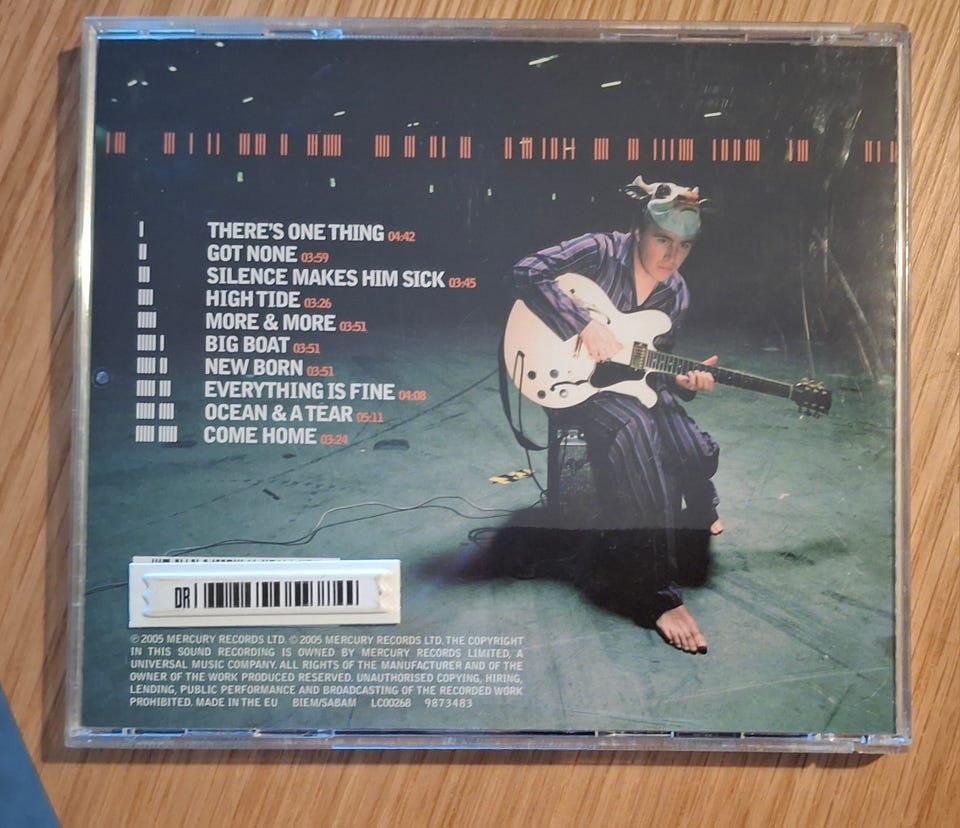 THERE'S ONE THING 04:42
GOT NONE 03:59
SILENCE MAKES HIM SICK 03:45
HIGH TIDE 03:26
MORE & MORE 03:51
BIG BOAT 03:51
NEW BORN 03:51
EVERYTHING IS FINE 04:08
OCEAN & A TEAR 05:11
COME HOME 03:24
DR
℗ 2005 MERCURY RECORDS LTD. © 2005 MERCURY RECORDS LTD. THE COPYRIGHT
IN THIS SOUND RECORDING IS OWNED BY MERCURY RECORDS LIMITED, A
UNIVERSAL MUSIC COMPANY. ALL RIGHTS OF THE MANUFACTURER AND OF THE
OWNER OF THE WORK PRODUCED RESERVED. UNAUTHORISED COPYING, HIRING,
LENDING, PUBLIC PERFORMANCE AND BROADCASTING OF THE RECORDED WORK
PROHIBITED. MADE IN THE EU BIEM/SABAM LC00268 9873483